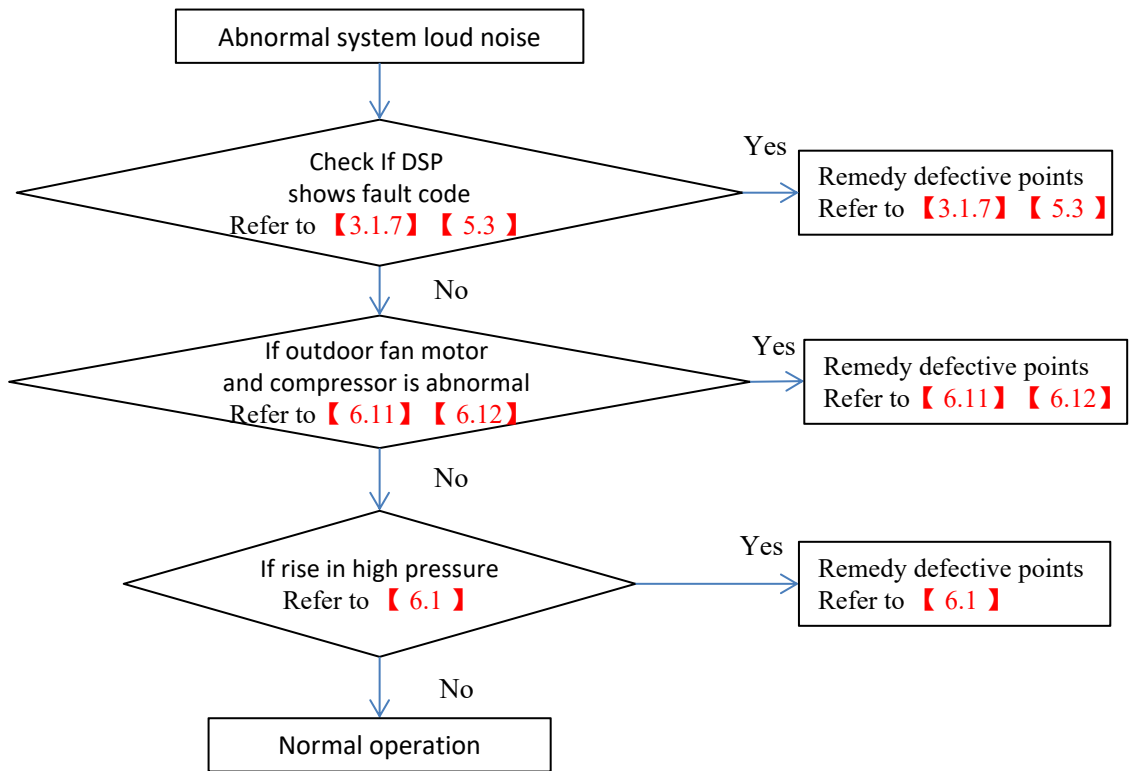 Abnormal system loud noise
Check If DSP
shows fault code
Refer to 【3.1.7】【 5.3 】
Yes
Remedy defective points
Refer to 【3.1.7】【 5.3 】
No
If outdoor fan motor
and compressor is abnormal
Refer to【 6.11】【 6.12】
Yes
Remedy defective points
Refer to【 6.11】【 6.12】
No
If rise in high pressure
Refer to 【 6.1 】
Yes
Remedy defective points
Refer to 【 6.1 】
No
Normal operation